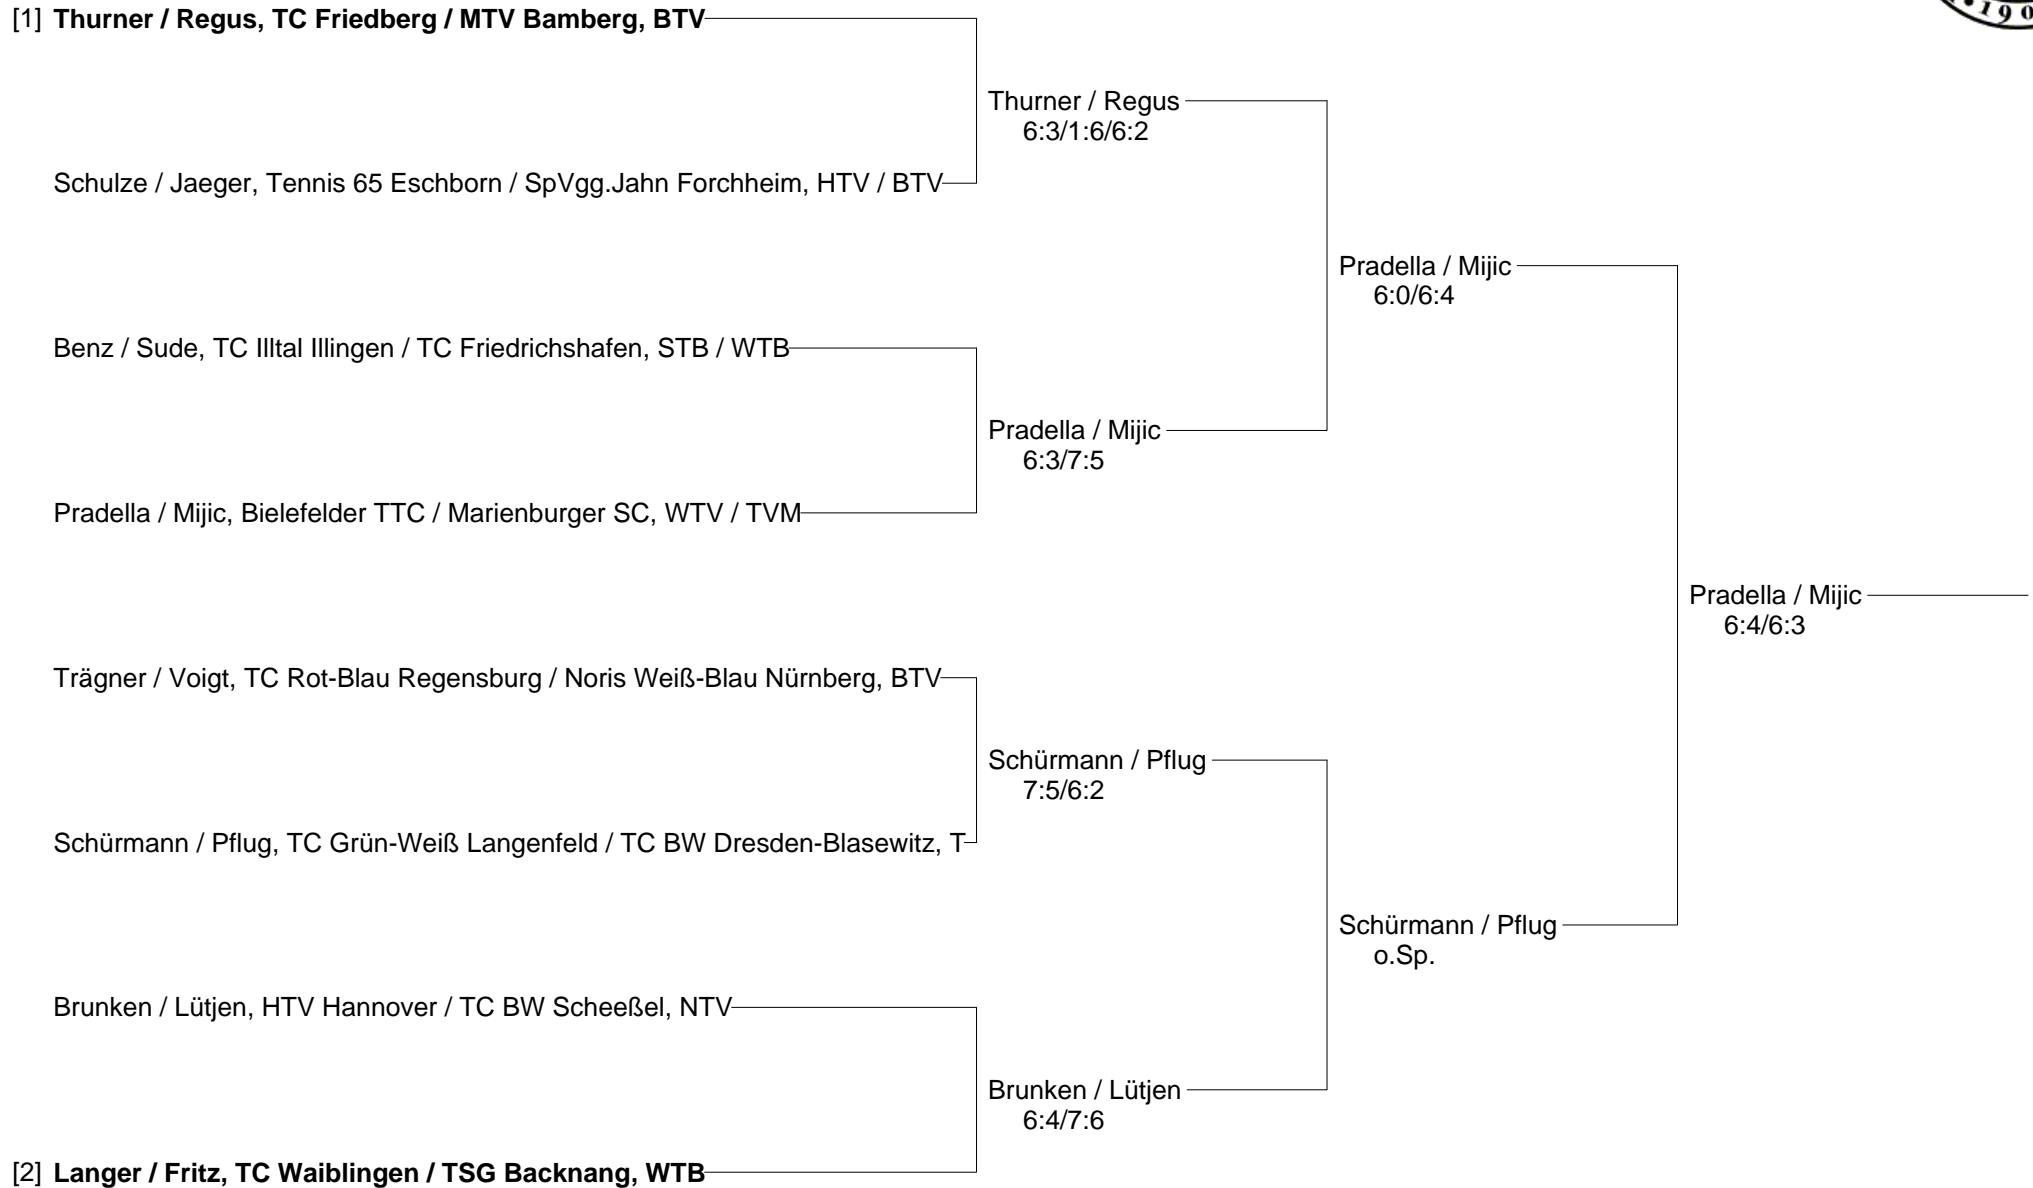 [1] Thurner / Regus, TC Friedberg / MTV Bamberg, BTV
Thurner / Regus
6:3/1:6/6:2
Schulze / Jaeger, Tennis 65 Eschborn / SpVgg.Jahn Forchheim, HTV / BTV
Pradella / Mijic
6:0/6:4
Benz / Sude, TC Illtal Illingen / TC Friedrichshafen, STB / WTB
Pradella / Mijic
6:3/7:5
Pradella / Mijic, Bielefelder TTC / Marienburger SC, WTV / TVM
Pradella / Mijic
6:4/6:3
Trägner / Voigt, TC Rot-Blau Regensburg / Noris Weiß-Blau Nürnberg, BTV
Schürmann / Pflug
7:5/6:2
Schürmann / Pflug, TC Grün-Weiß Langenfeld / TC BW Dresden-Blasewitz, T
Schürmann / Pflug
o.Sp.
Brunken / Lütjen, HTV Hannover / TC BW Scheeßel, NTV
Brunken / Lütjen
6:4/7:6
[2] Langer / Fritz, TC Waiblingen / TSG Backnang, WTB